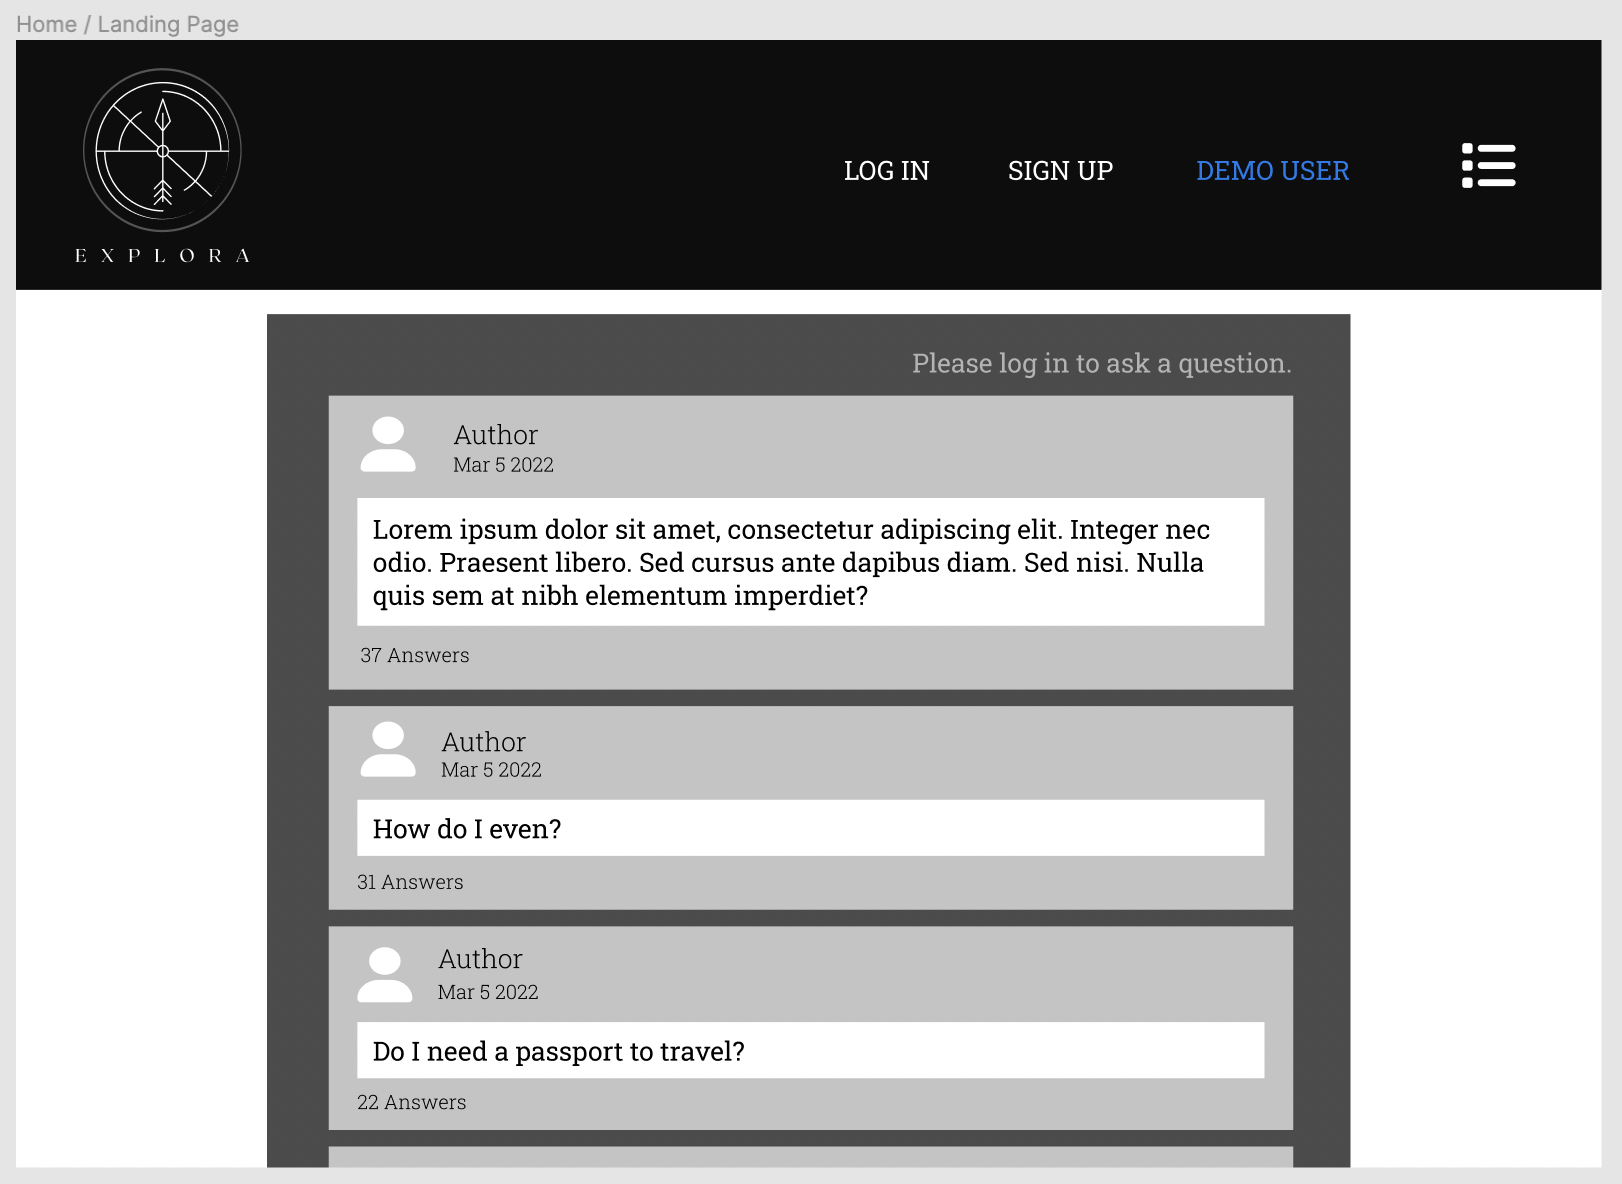 Home / Landing Page
EXPLORA
LOG IN
SIGN UP
DEMO USER
Please log in to ask a question.
Author
Mar 5 2022
Lorem ipsum dolor sit amet, consectetur adipiscing elit. Integer nec
odio. Praesent libero. Sed cursus ante dapibus diam. Sed nisi. Nulla
quis sem at nibh elementum imperdiet?
37 Answers
Author
Mar 5 2022
How do I even?
31 Answers
Author
Mar 5 2022
Do I need a passport to travel?
22 Answers